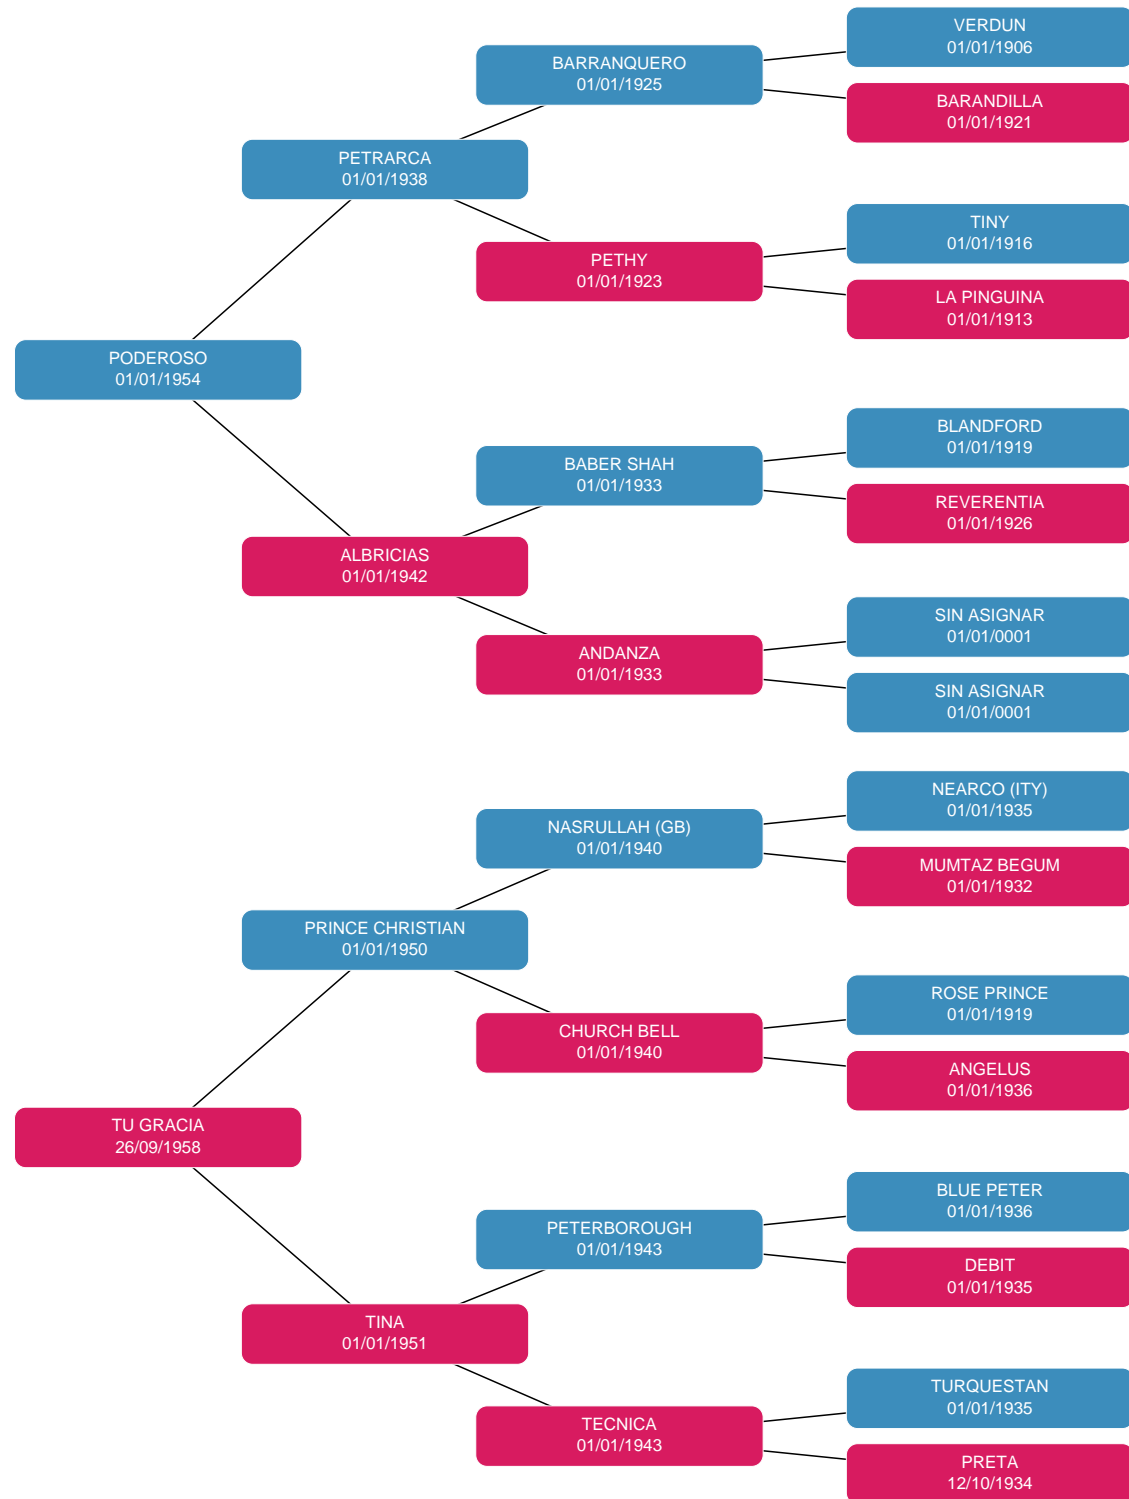 VERDUN
01/01/1906
BARRANQUERO
01/01/1925
BARANDILLA
01/01/1921
PETRARCA
01/01/1938
TINY
01/01/1916
PETHY
01/01/1923
LA PINGUINA
01/01/1913
PODEROSO
01/01/1954
BLANDFORD
01/01/1919
BABER SHAH
01/01/1933
REVERENTIA
01/01/1926
ALBRICIAS
01/01/1942
SIN ASIGNAR
01/01/0001
ANDANZA
01/01/1933
SIN ASIGNAR
01/01/0001
NEARCO (ITY)
01/01/1935
NASRULLAH (GB)
01/01/1940
MUMTAZ BEGUM
01/01/1932
PRINCE CHRISTIAN
01/01/1950
ROSE PRINCE
01/01/1919
CHURCH BELL
01/01/1940
ANGELUS
01/01/1936
TU GRACIA
26/09/1958
BLUE PETER
01/01/1936
PETERBOROUGH
01/01/1943
DEBIT
01/01/1935
TINA
01/01/1951
TURQUESTAN
01/01/1935
TECNICA
01/01/1943
PRETA
12/10/1934